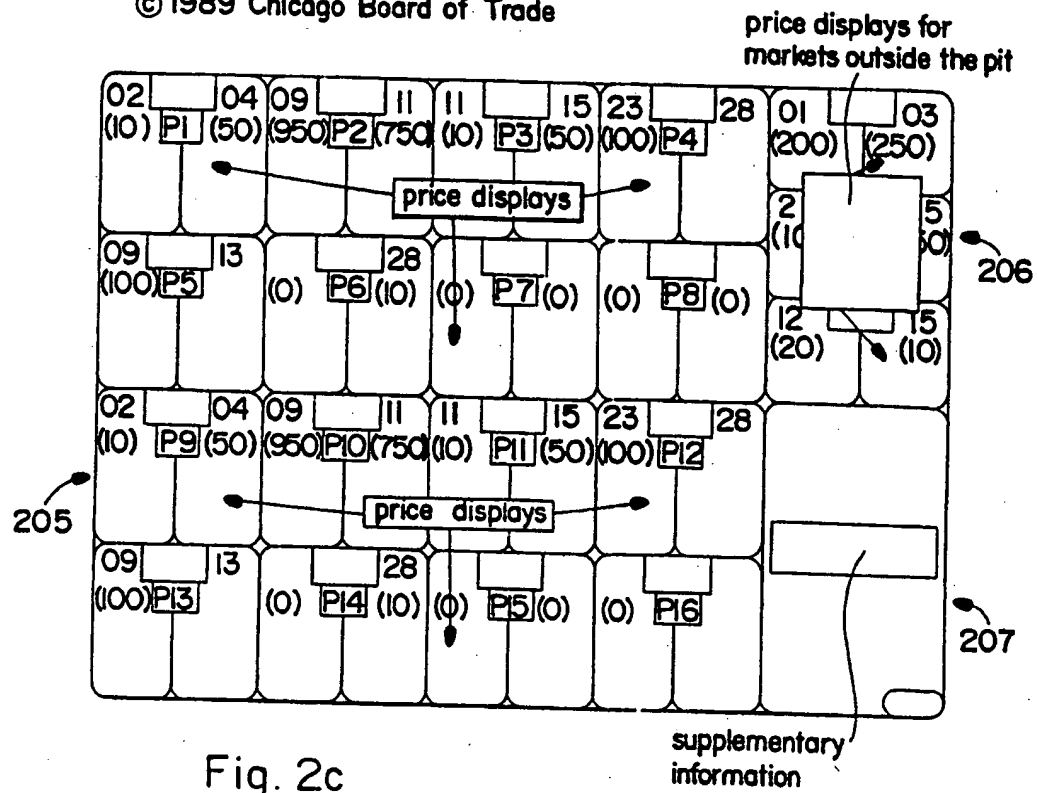 © 1989 Chicago Board of Trade
price displays for
markets outside the pit
02 04 09 11 11 15 23 28 01 03
(10) P1 (50) (950) P2 (750) (10) P3 (50) (100) P4 (200) (250)
price displays
2 5
(10 50)
206
09 13 28
(100) P5 (0) P6 (10) (0) P7 (0) (0) P8 (0)
12 15
(20) (10)
02 04 09 11 11 15 23 28
(10) P9 (50) (950) P10 (750) (10) P11 (50) (100) P12
205
price displays
09 13 28
(100) P13 (0) P14 (10) (0) P15 (0) (0) P16
207
supplementary
information
Fig. 2c